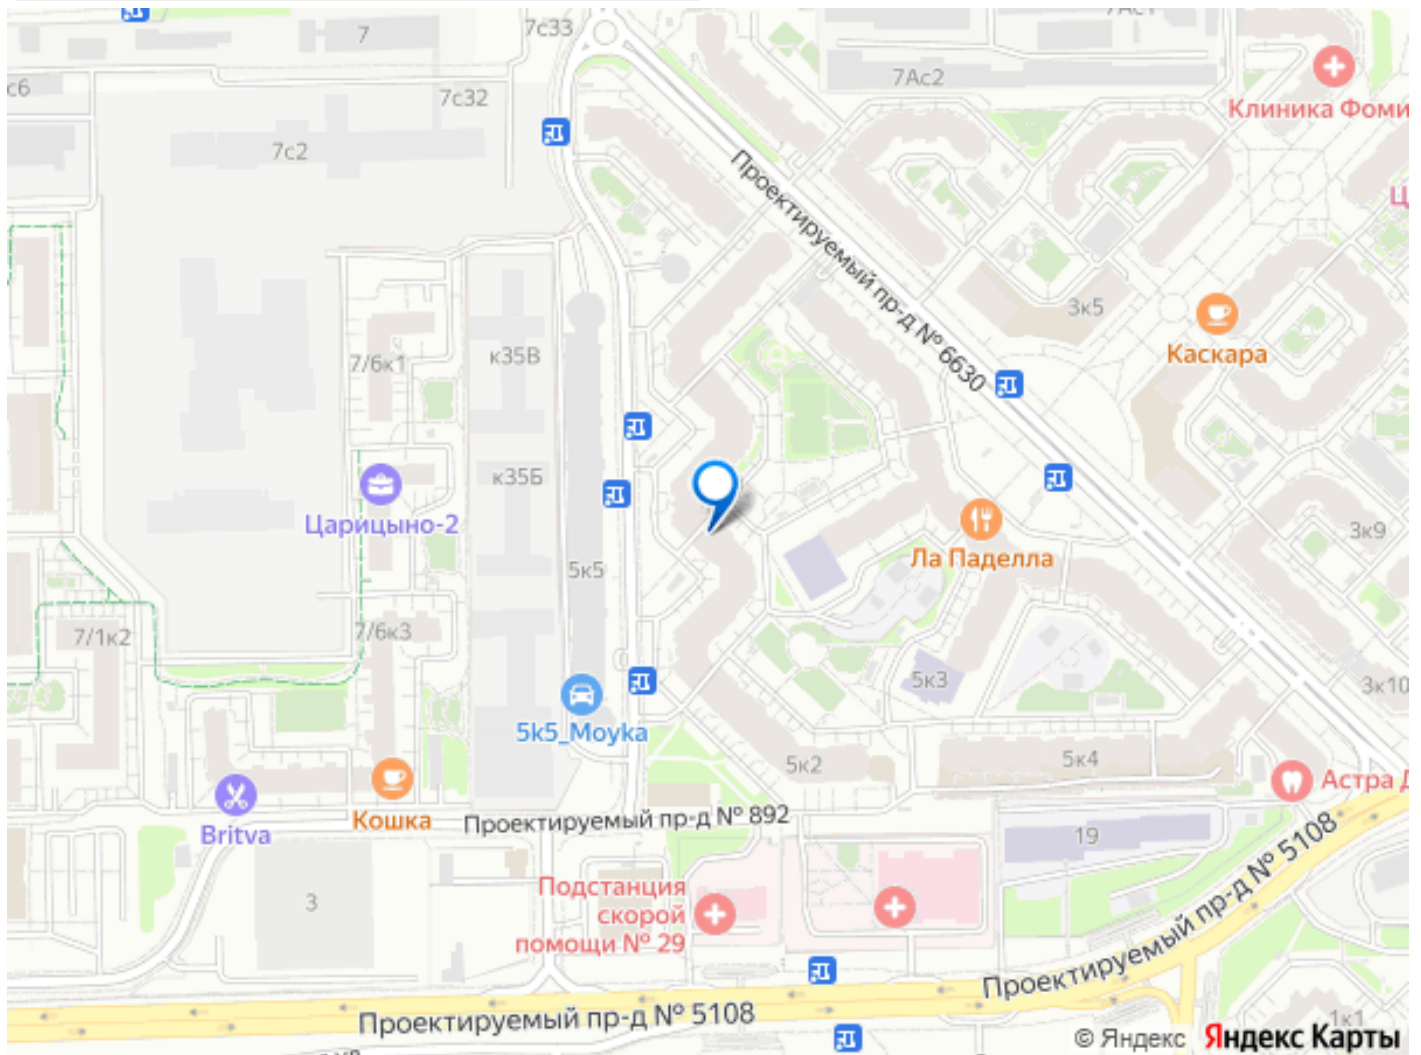 7
7с33
7Ас2
с6
7с32
Клиника Фоми
7с2
Проектируемый пр-д № 6630
Ц
3к5
к35В
7/6к1
Каскара
к35Б
Царицыно-2
3к9
Ла Паделла
5к5
7/1к2
7/6к3
5к3
3к10
5k5_Moyka
5к2
5к4
Астра Д
Кошка
Britva
Проектируемый пр-д № 892
19
Подстанция
скорой
помощи № 29
3
Проектируемый пр-д № 5108
Проектируемый пр-д № 5108
1к1
© Яндекс Яндекс Карты